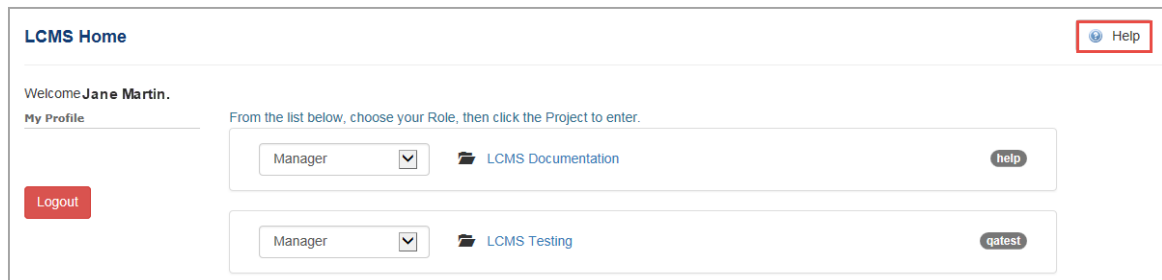 LCMS Home
Help
Welcome Jane Martin.
My Profile
From the list below, choose your Role, then click the Project to enter.
Manager LCMS Documentation help
Logout
Manager LCMS Testing qatest